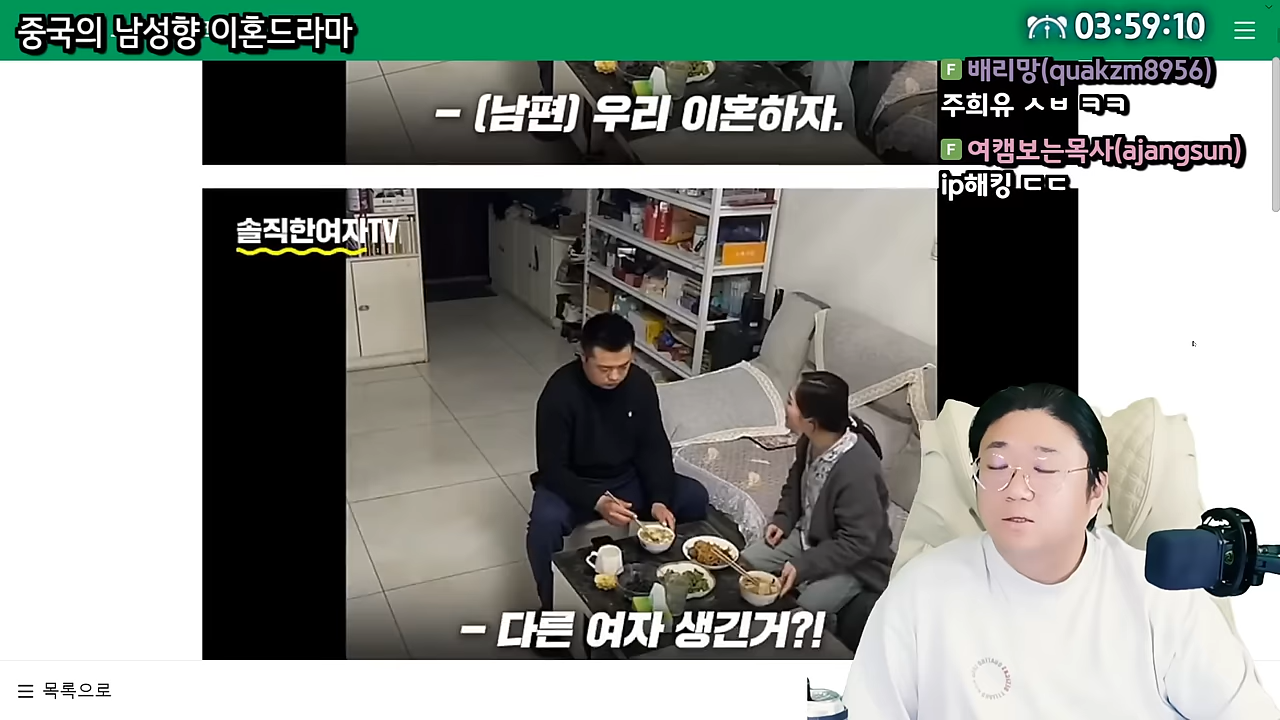 중국의 남성향 이혼드라마
03:59:10
F 배리망(quakzm8956)
주희유 ㅅㅂ ㅋㅋ
F 여캠보는목사(ajangsun)
ip해킹 ㄷㄷ
- (남편) 우리 이혼하자.
솔직한여자TV
- 다른 여자 생긴거?!
목록으로